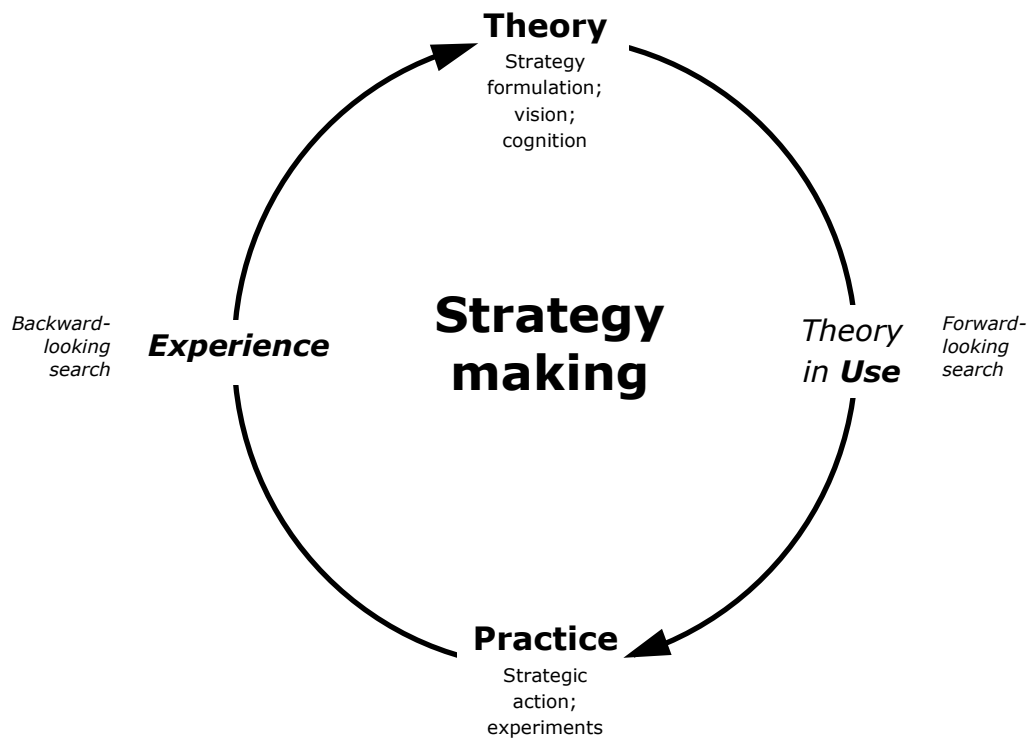 Theory
Strategy
formulation;
vision;
cognition
Strategy
making
Backward-
looking
search
Experience
Theory
in Use
Forward-
looking
search
Practice
Strategic
action;
experiments